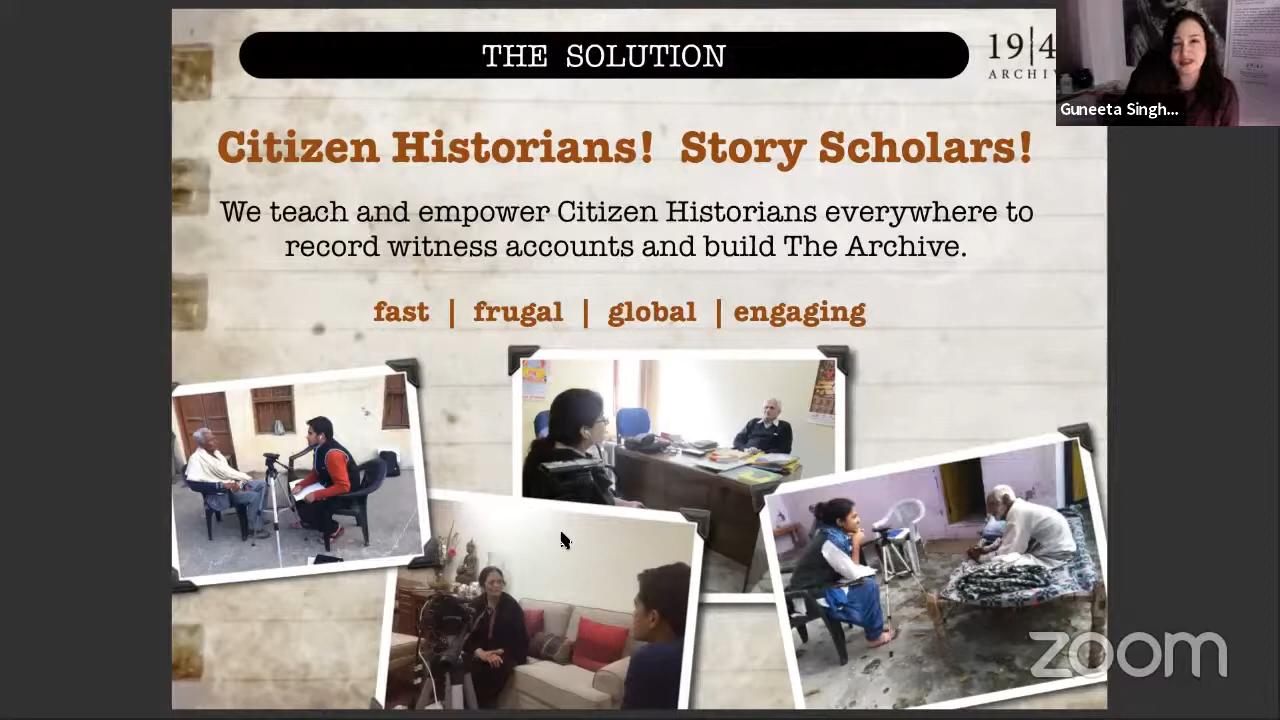 THE SOLUTION
19|4
ARCHIV
Guneeta Singh...
Citizen Historians! Story Scholars!
We teach and empower Citizen Historians everywhere to
record witness accounts and build The Archive.
fast | frugal | global | engaging
zoom